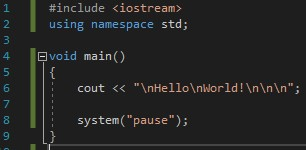 1 #include <iostream>
2 using namespace std;
3
4 void main()
5 {
6 cout << "\nHello\nWorld!\n\n\n";
7
8 system("pause");
9 }